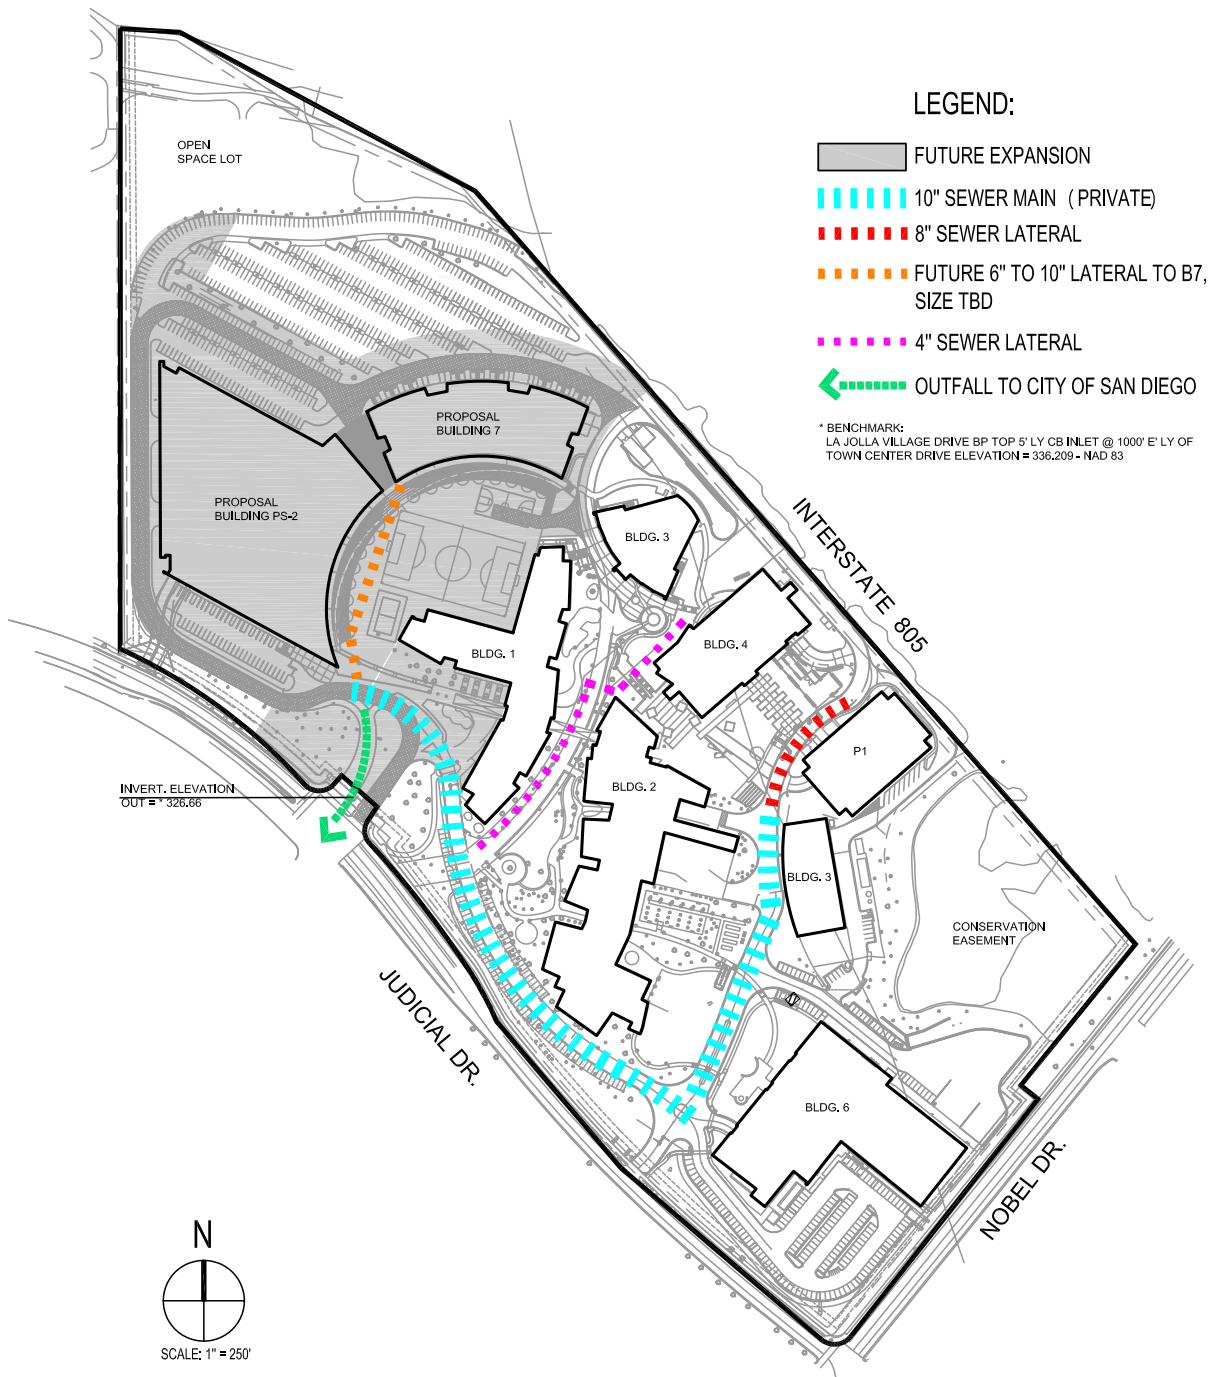 LEGEND:
FUTURE EXPANSION
10" SEWER MAIN ( PRIVATE)
8" SEWER LATERAL
FUTURE 6" TO 10" LATERAL TO B7,
SIZE TBD
4" SEWER LATERAL
OUTFALL TO CITY OF SAN DIEGO
* BENCHMARK:
LA JOLLA VILLAGE DRIVE BP TOP 5' LY CB INLET @ 1000' E' LY OF
TOWN CENTER DRIVE ELEVATION = 336.209 - NAD 83
OPEN
SPACE LOT
PROPOSAL
BUILDING 7
PROPOSAL
BUILDING PS-2
BLDG. 3
INTERSTATE 805
BLDG. 1
BLDG. 4
P1
BLDG. 2
INVERT. ELEVATION
OUT = * 326.66
BLDG. 3
CONSERVATION
EASEMENT
JUDICIAL DR.
BLDG. 6
NOBEL DR.
N
SCALE: 1" = 250'